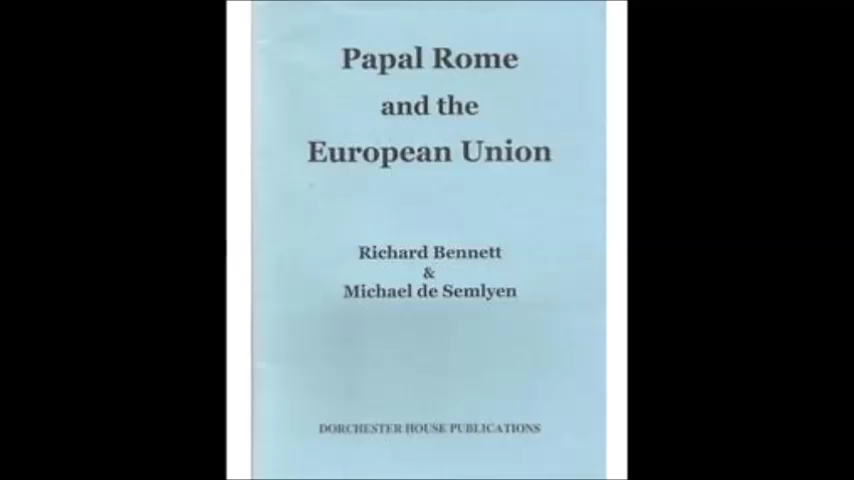 Papal Rome
and the
European Union
Richard Bennett
&
Michael de Semlyen
DORCHESTER HOUSE PUBLICATIONS